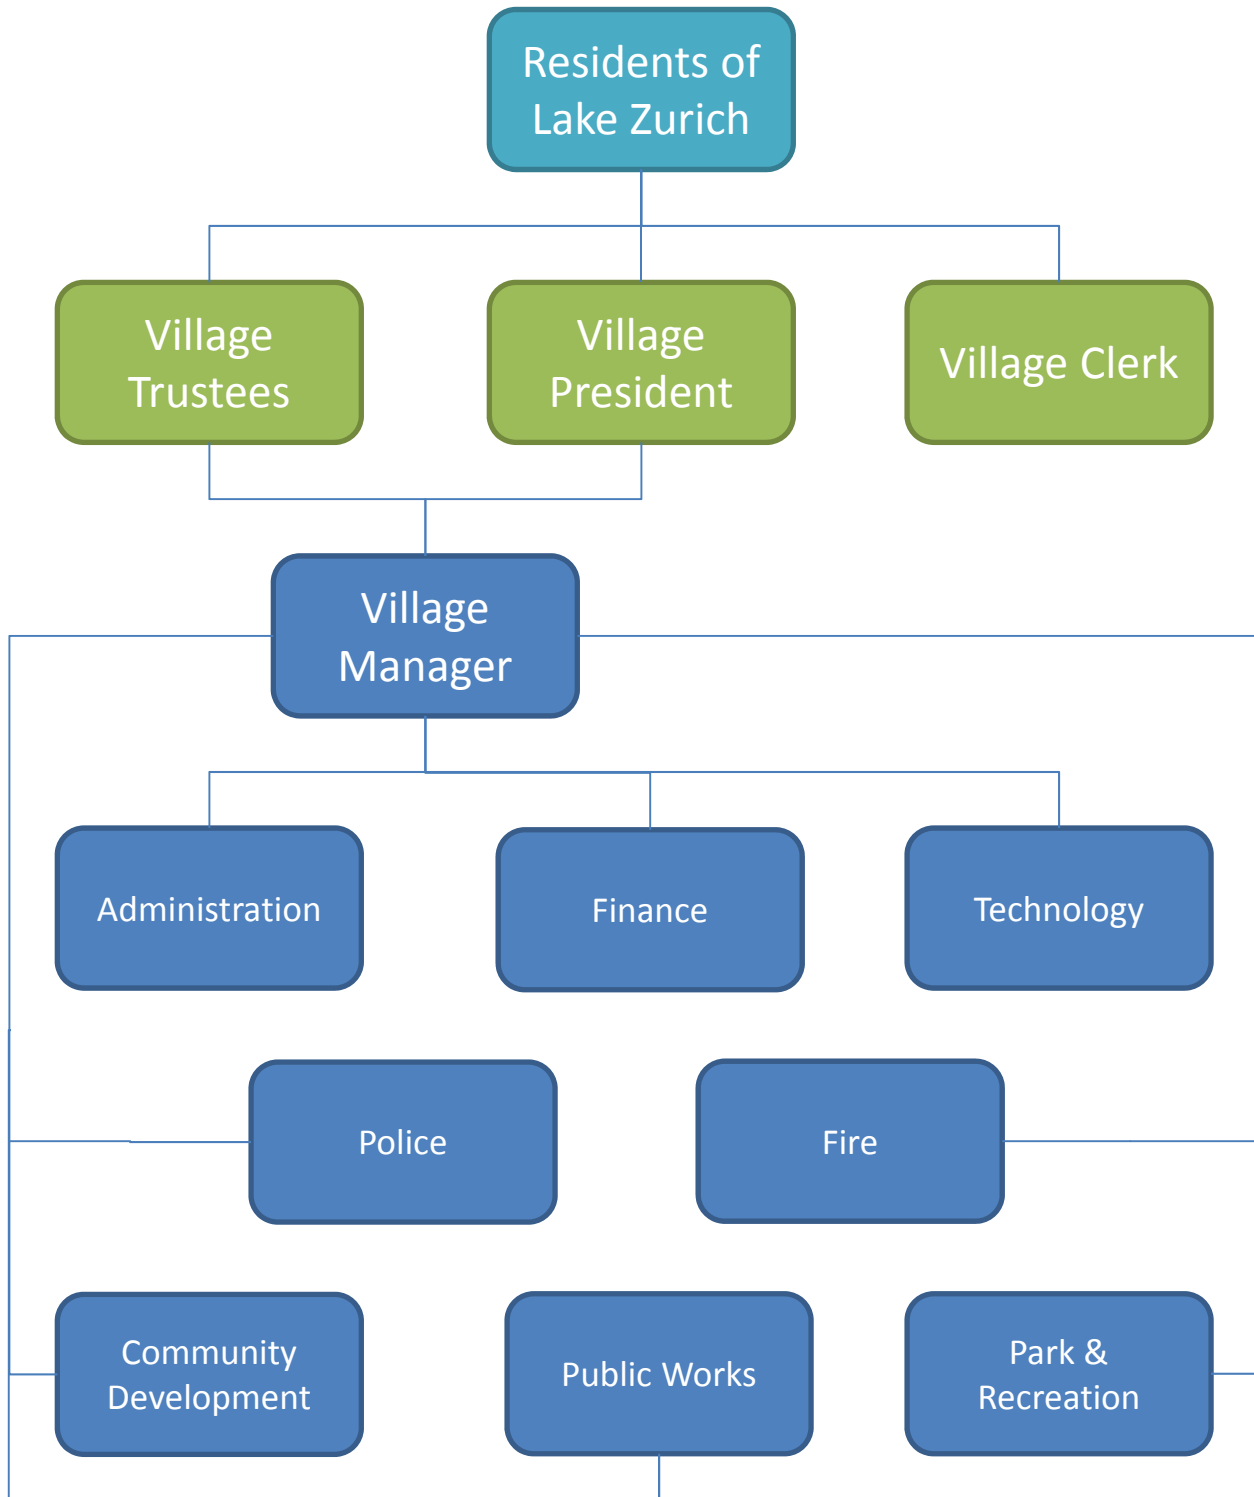 Residents of
Lake Zurich
Village
Trustees
Village
President
Village Clerk
Village
Manager
Administration
Finance
Technology
Police
Fire
Community
Development
Public Works
Park &
Recreation